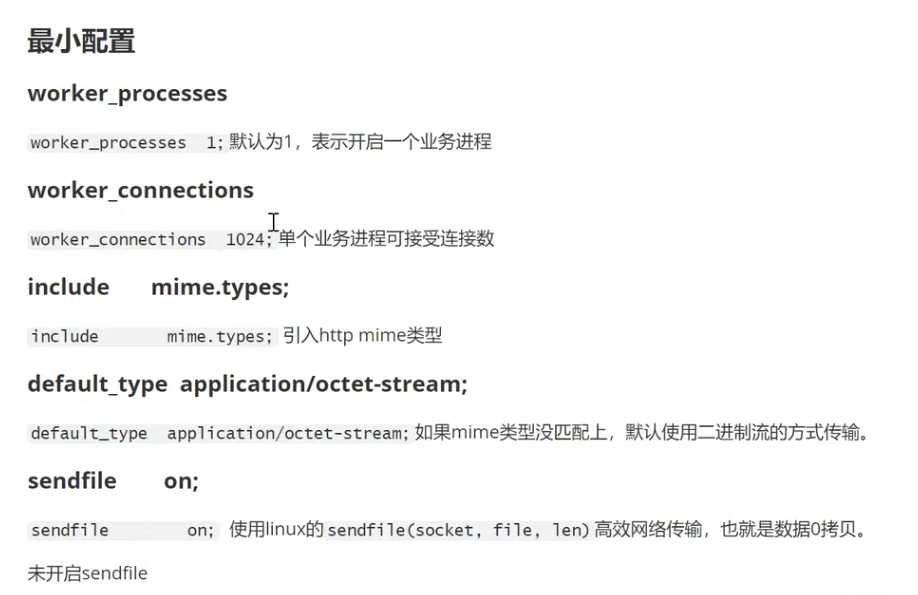 最小配置
worker_processes
worker_processes  1; 默认为1，表示开启一个业务进程
worker_connections
worker_connections  1024; 单个业务进程可接受连接数
include      mime.types;
include       mime.types; 引入http mime类型
default_type  application/octet-stream;
default_type  application/octet-stream; 如果mime类型没匹配上，默认使用二进制流的方式传输。
sendfile       on;
sendfile        on; 使用linux的 sendfile(socket, file, len) 高效网络传输，也就是数据0拷贝。
未开启sendfile